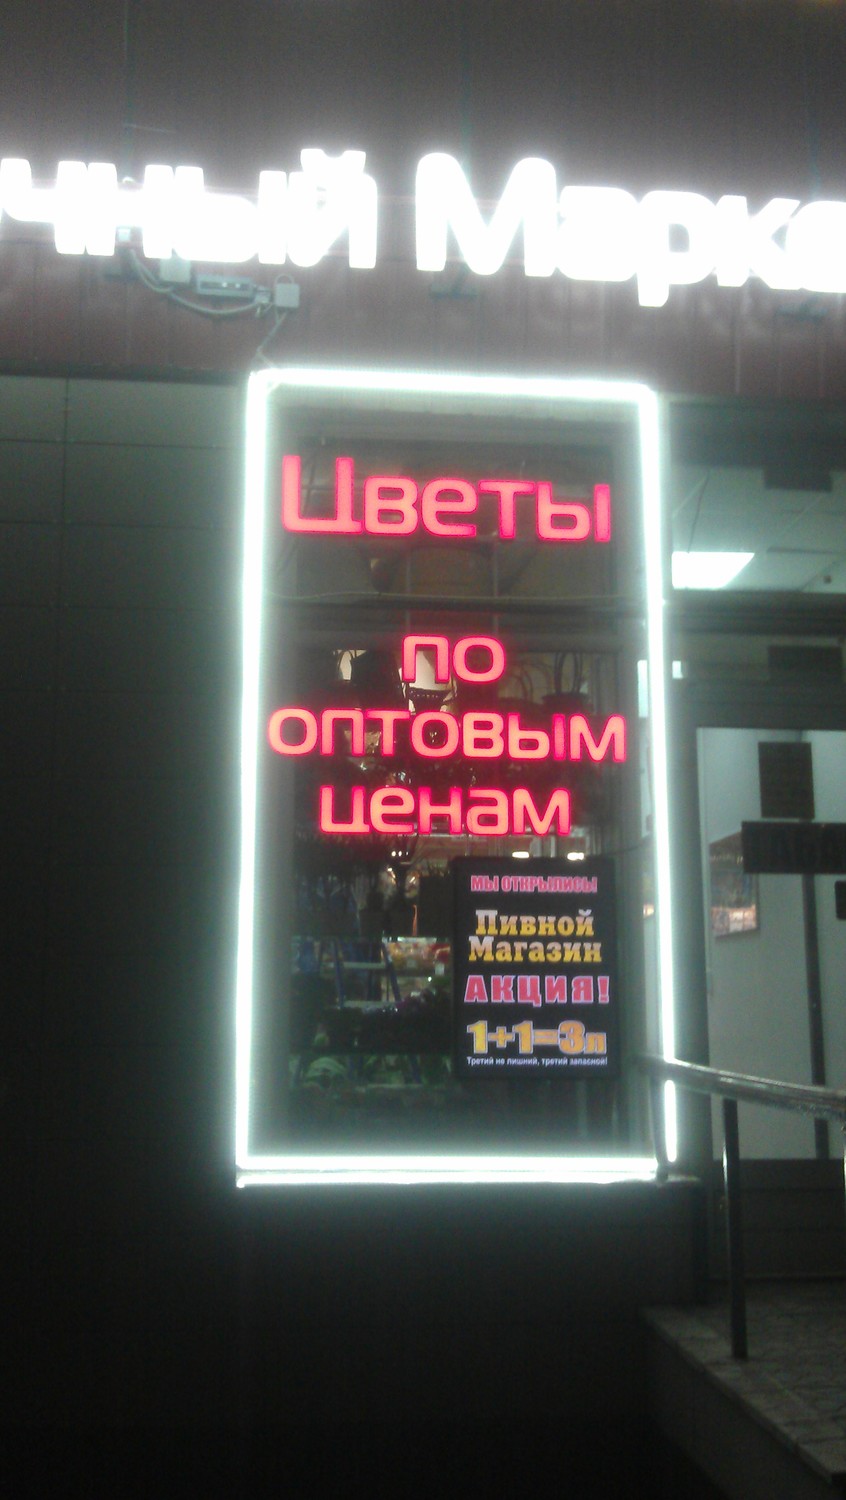 чный Марке
Цветы
по
оптовым
ценам
МЫ ОТКРЫЛИСЬ!
Пивной
Магазин
АКЦИЯ!
1+1=3л
Третий не лишний, третий запасной!